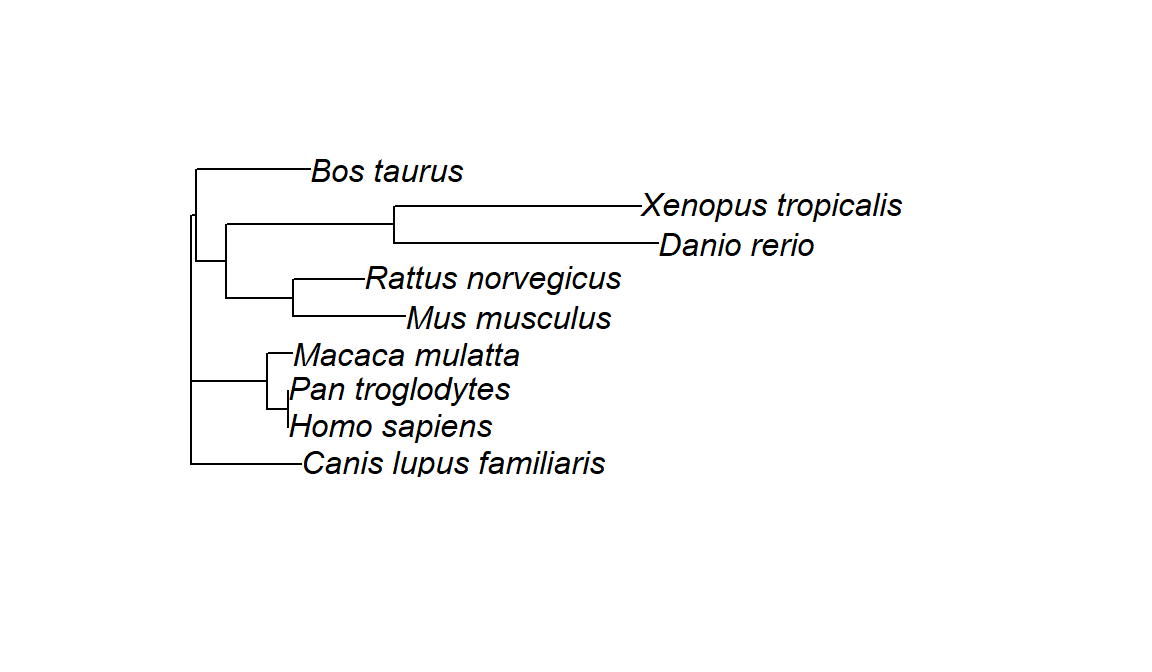 Bos taurus
Xenopus tropicalis
Danio rerio
Rattus norvegicus
Mus musculus
Macaca mulatta
Pan troglodytes
Homo sapiens
Canis lupus familiaris